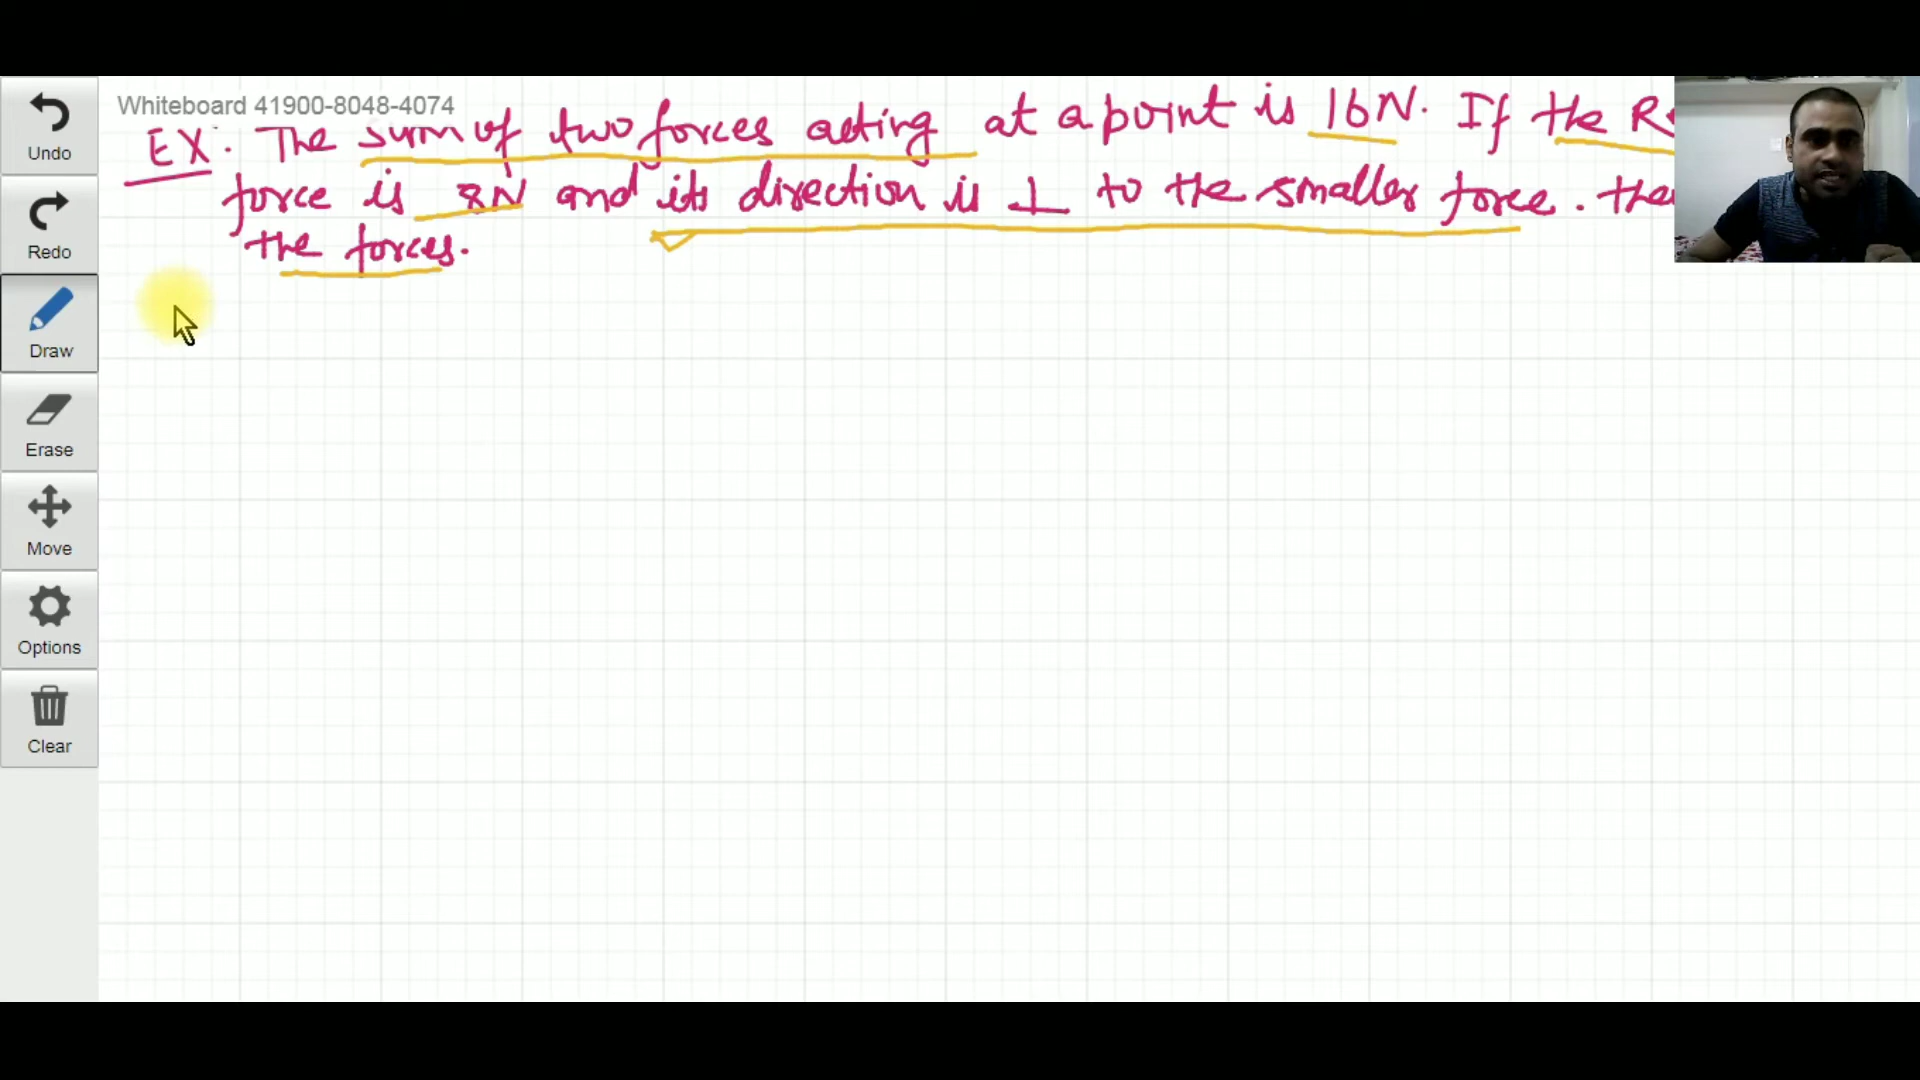 Whiteboard 41900-8048-4074
EX: The sum of two forces acting at a point is 16N. If the
force is 8N and its direction is ⊥ to the smaller force. then
the forces.
Undo
Redo
Draw
Erase
Move
Options
Clear